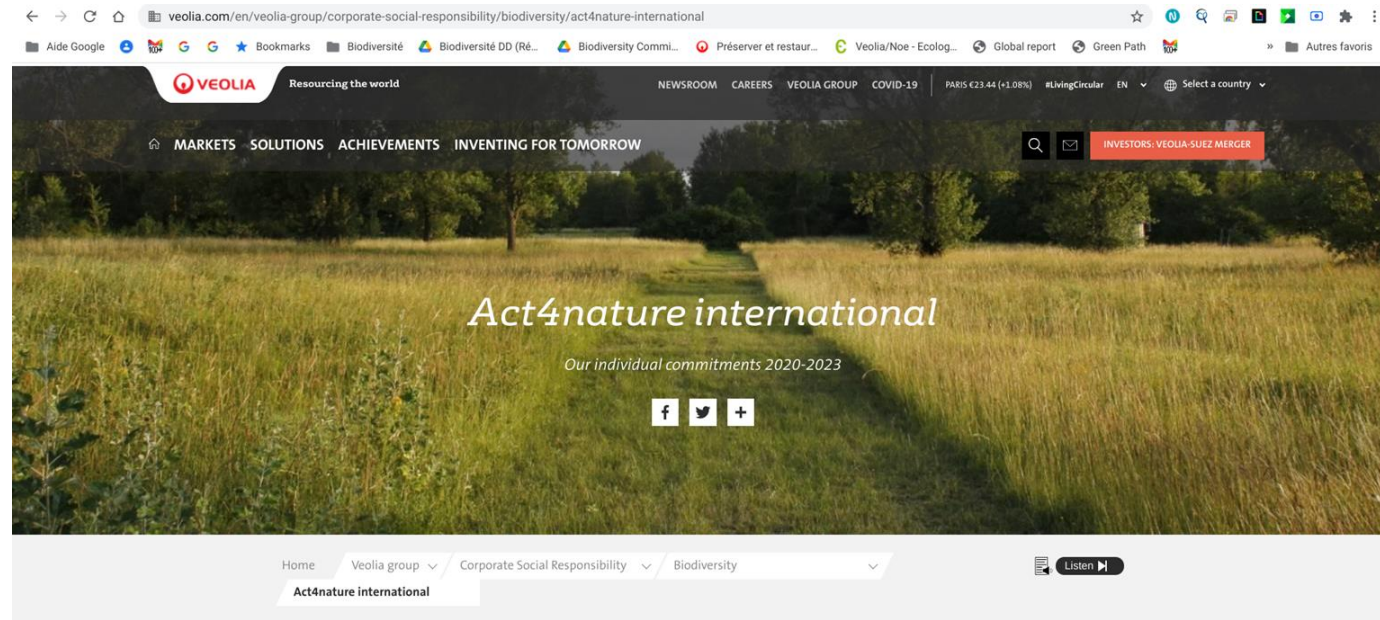 veolia.com/en/veolia-group/corporate-social-responsibility/biodiversity/act4nature-international
Aide Google Bookmarks Biodiversité Biodiversité DD (Ré... Biodiversity Commi... Préserver et restaur... Veolia/Noe - Ecolog... Global report Green Path » Autres favoris
VEOLIA Resourcing the world NEWSROOM CAREERS VEOLIA GROUP COVID-19 PARIS €23.44 (+1.08%) #LivingCircular EN Select a country
MARKETS SOLUTIONS ACHIEVEMENTS INVENTING FOR TOMORROW INVESTORS: VEOLIA-SUEZ MERGER
Act4nature international
Our individual commitments 2020-2023
Home Veolia group Corporate Social Responsibility Biodiversity Listen
Act4nature international